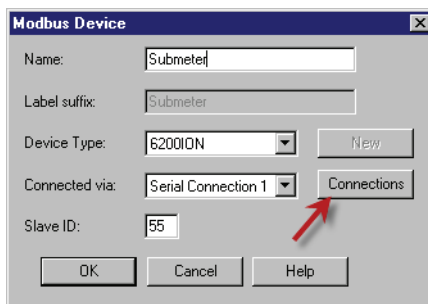 Modbus Device
Name: Submeter
Label suffix: Submeter
Device Type: 6200ION New
Connected via: Serial Connection 1 Connections
Slave ID: 55
OK Cancel Help